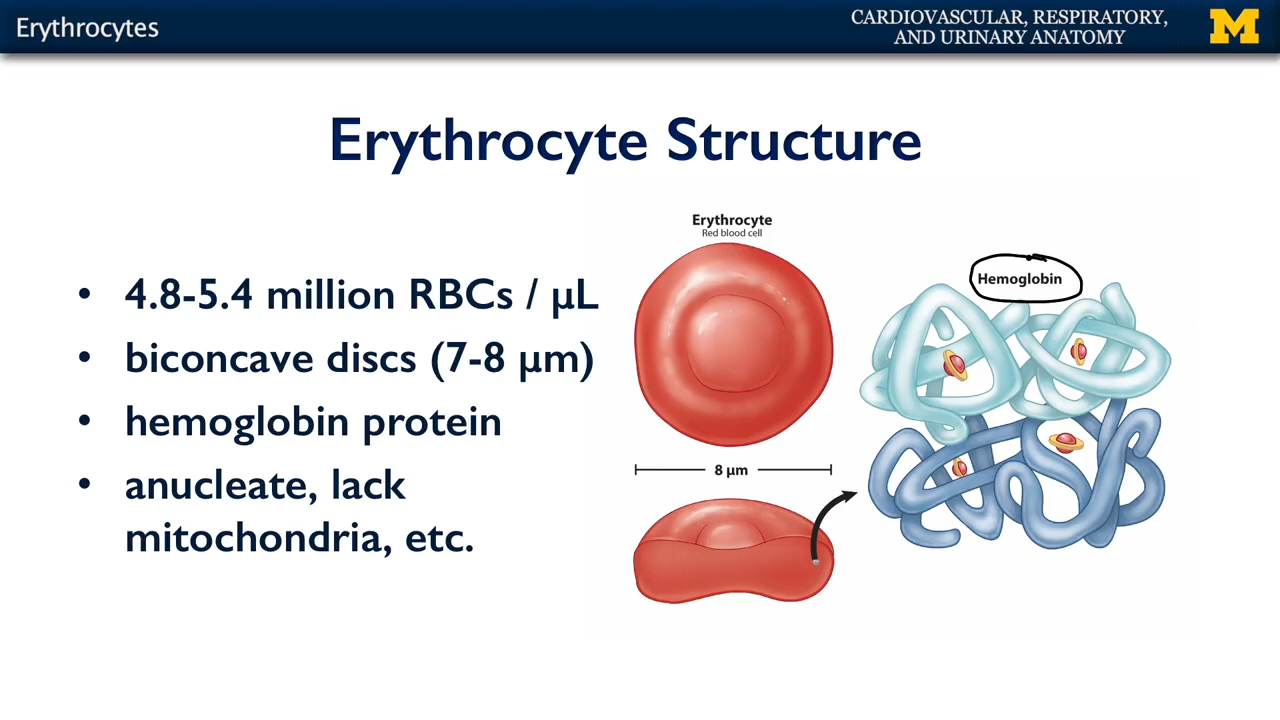 Erythrocytes
CARDIOVASCULAR, RESPIRATORY,
AND URINARY ANATOMY
M
Erythrocyte Structure
• 4.8-5.4 million RBCs / µL
• biconcave discs (7-8 µm)
• hemoglobin protein
• anucleate, lack
mitochondria, etc.
Erythrocyte
Red blood cell
8 µm
Hemoglobin